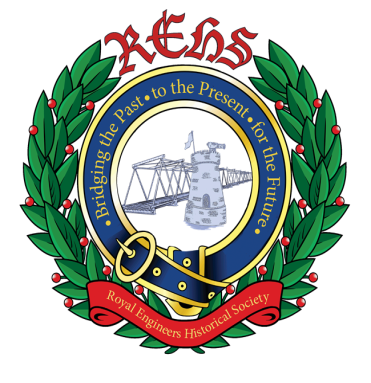 REHS
• Bridging the Past • to the Present • for the Future •
Royal Engineers Historical Society